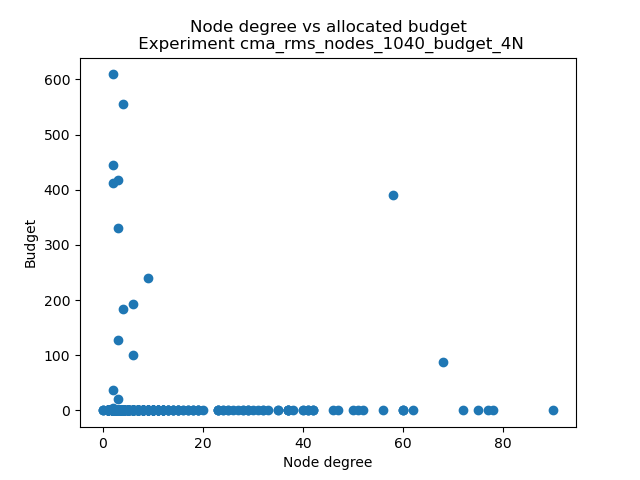 Node degree vs allocated budget
Experiment cma_rms_nodes_1040_budget_4N
600
500
400
300
200
100
0
Budget
0 20 40 60 80
Node degree